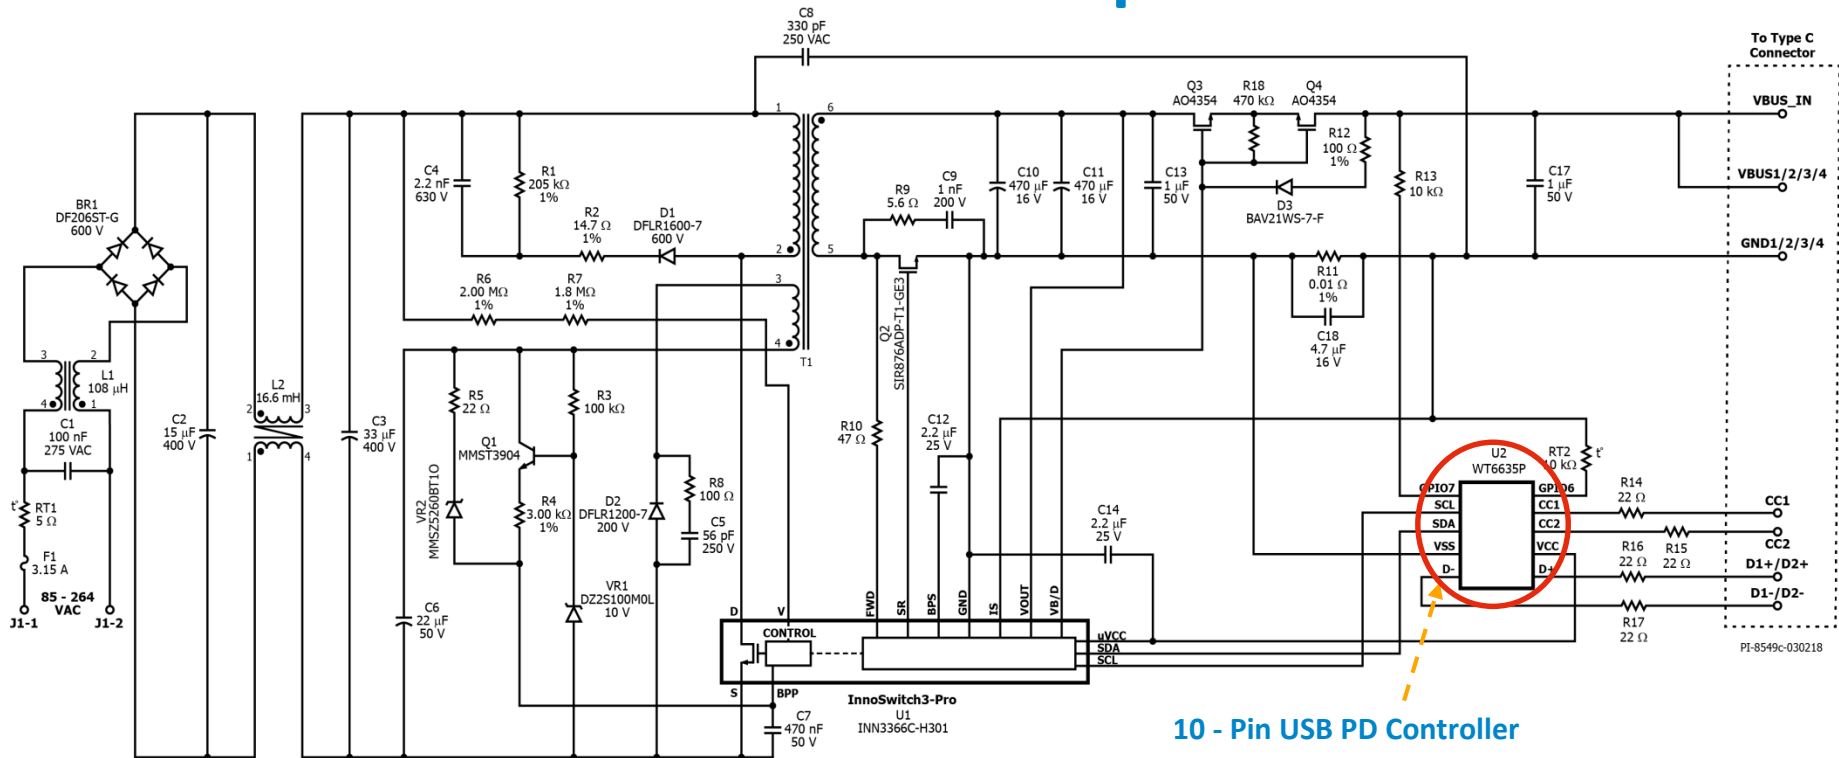 C8
330 pF
250 VAC
To Type C
Connector
Q3
AO4354
R18
470 kΩ
Q4
AO4354
VBUS_IN
1
6
R12
100 Ω
1%
C4
2.2 nF
630 V
R1
205 kΩ
1%
C10
470 μF
16 V
C11
470 μF
16 V
C13
1 μF
50 V
R13
10 kΩ
C17
1 μF
50 V
VBUS1/2/3/4
BR1
DF206ST-G
600 V
R9
5.6 Ω
C9
1 nF
200 V
D3
BAV21WS-7-F
R2
14.7 Ω
1%
D1
DFLR1600-7
600 V
2
5
GND1/2/3/4
R6
2.00 MΩ
1%
R7
1.8 MΩ
1%
3
Q2
SIR876ADP-T1-GE3
R11
0.01 Ω
1%
C18
4.7 μF
16 V
4
T1
3
2
L1
108 μH
4
1
L2
16.6 mH
2
3
1
4
C1
100 nF
275 VAC
C2
15 μF
400 V
C3
33 μF
400 V
R5
22 Ω
R3
100 kΩ
Q1
MMST3904
R10
47 Ω
C12
2.2 μF
25 V
U2
WT6635P
RT2
10 kΩ
t°
VR2
MMSZ5260BT1O
R4
3.00 kΩ
1%
D2
DFLR1200-7
200 V
R8
100 Ω
C5
56 pF
250 V
t°
RT1
5 Ω
F1
3.15 A
C14
2.2 μF
25 V
GPIO7
SCL
SDA
VSS
D-
GPIO6
CC1
CC2
VCC
D+
R14
22 Ω
CC1
R15
22 Ω
CC2
R16
22 Ω
D1+/D2+
D1-/D2-
R17
22 Ω
85 - 264
VAC
J1-1
J1-2
C6
22 μF
50 V
VR1
DZ2S100M0L
10 V
D
V
FWD
SR
BPS
GND
IS
VOUT
VB/D
CONTROL
uVCC
SDA
SCL
S
BPP
InnoSwitch3-Pro
U1
INN3366C-H301
C7
470 nF
50 V
PI-8549c-030218
10 - Pin USB PD Controller